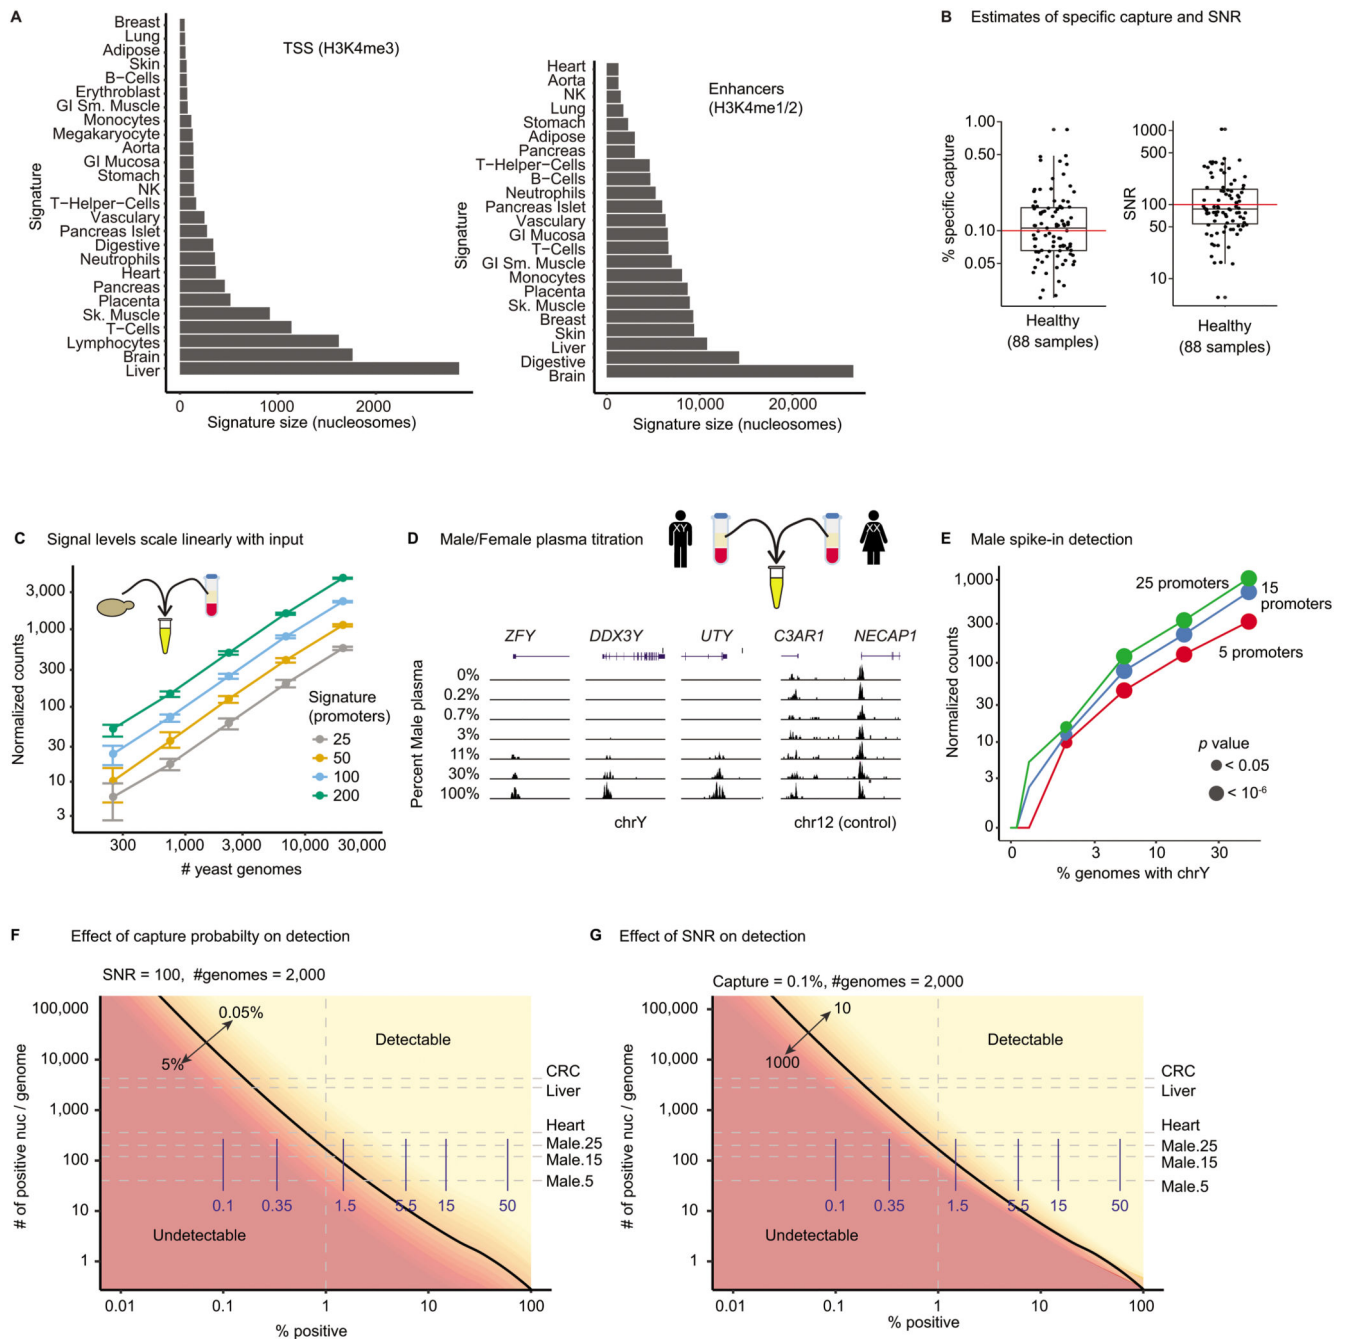 A
TSS (H3K4me3)
Signature
Breast
Lung
Adipose
Skin
B−Cells
Erythroblast
GI Sm. Muscle
Monocytes
Megakaryocyte
Aorta
GI Mucosa
Stomach
NK
T−Helper−Cells
Vasculary
Pancreas Islet
Digestive
Neutrophils
Heart
Pancreas
Placenta
Sk. Muscle
T−Cells
Lymphocytes
Brain
Liver
0 1000 2000
Signature size (nucleosomes)
Enhancers
(H3K4me1/2)
Signature
Heart
Aorta
NK
Lung
Stomach
Adipose
Pancreas
T−Helper−Cells
B−Cells
Neutrophils
Pancreas Islet
Vasculary
GI Mucosa
T−Cells
GI Sm. Muscle
Monocytes
Placenta
Sk. Muscle
Breast
Skin
Liver
Digestive
Brain
0 10,000 20,000
Signature size (nucleosomes)
B Estimates of specific capture and SNR
% specific capture
1.00
0.50
0.10
0.05
Healthy
(88 samples)
SNR
1000
500
100
50
10
Healthy
(88 samples)
C Signal levels scale linearly with input
Normalized counts
3,000
1,000
300
100
30
10
3
Signature
(promoters)
25
50
100
200
300 1,000 3,000 10,000 30,000
# yeast genomes
D Male/Female plasma titration
XY
XX
ZFY DDX3Y UTY C3AR1 NECAP1
Percent Male plasma
0%
0.2%
0.7%
3%
11%
30%
100%
chrY chr12 (control)
E Male spike-in detection
Normalized counts
1,000
300
100
30
10
3
0
25 promoters
15
promoters
5 promoters
p value
< 0.05
< 10-6
0 3 10 30
% genomes with chrY
F Effect of capture probabilty on detection
SNR = 100, #genomes = 2,000
# of positive nuc / genome
100,000
10,000
1,000
100
10
1
0.05%
5%
Detectable
Undetectable
CRC
Liver
Heart
Male.25
Male.15
Male.5
0.1 0.35 1.5 5.5 15 50
0.01 0.1 1 10 100
% positive
G Effect of SNR on detection
Capture = 0.1%, #genomes = 2,000
# of positive nuc / genome
100,000
10,000
1,000
100
10
1
10
1000
Detectable
Undetectable
CRC
Liver
Heart
Male.25
Male.15
Male.5
0.1 0.35 1.5 5.5 15 50
0.01 0.1 1 10 100
% positive